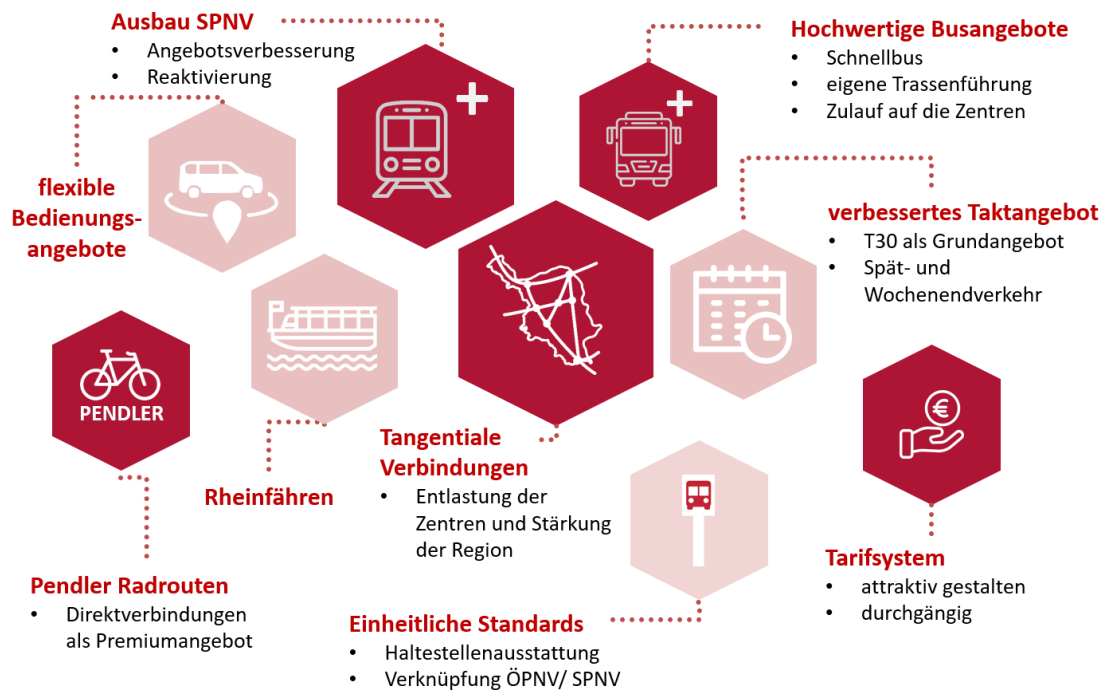 Ausbau SPNV
• Angebotsverbesserung
• Reaktivierung
Hochwertige Busangebote
• Schnellbus
• eigene Trassenführung
• Zulauf auf die Zentren
flexible
Bedienungs-
angebote
verbessertes Taktangebot
• T30 als Grundangebot
• Spät- und
Wochenendverkehr
PENDLER
€
Tangentiale
Verbindungen
• Entlastung der
Zentren und Stärkung
der Region
Rheinfähren
Pendler Radrouten
• Direktverbindungen
als Premiumangebot
Tarifsystem
• attraktiv gestalten
• durchgängig
Einheitliche Standards
• Haltestellenausstattung
• Verknüpfung ÖPNV/ SPNV